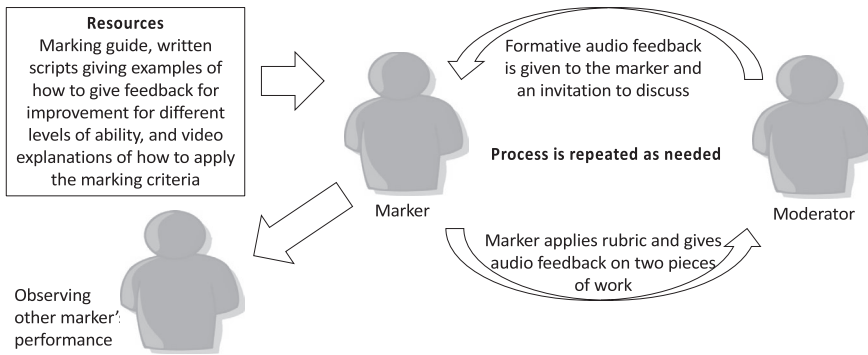 Resources
Marking guide, written
scripts giving examples of
how to give feedback for
improvement for different
levels of ability, and video
explanations of how to apply
the marking criteria
Formative audio feedback
is given to the marker and
an invitation to discuss
Process is repeated as needed
Marker
Moderator
Marker applies rubric and gives
audio feedback on two pieces
of work
Observing
other marker's
performance